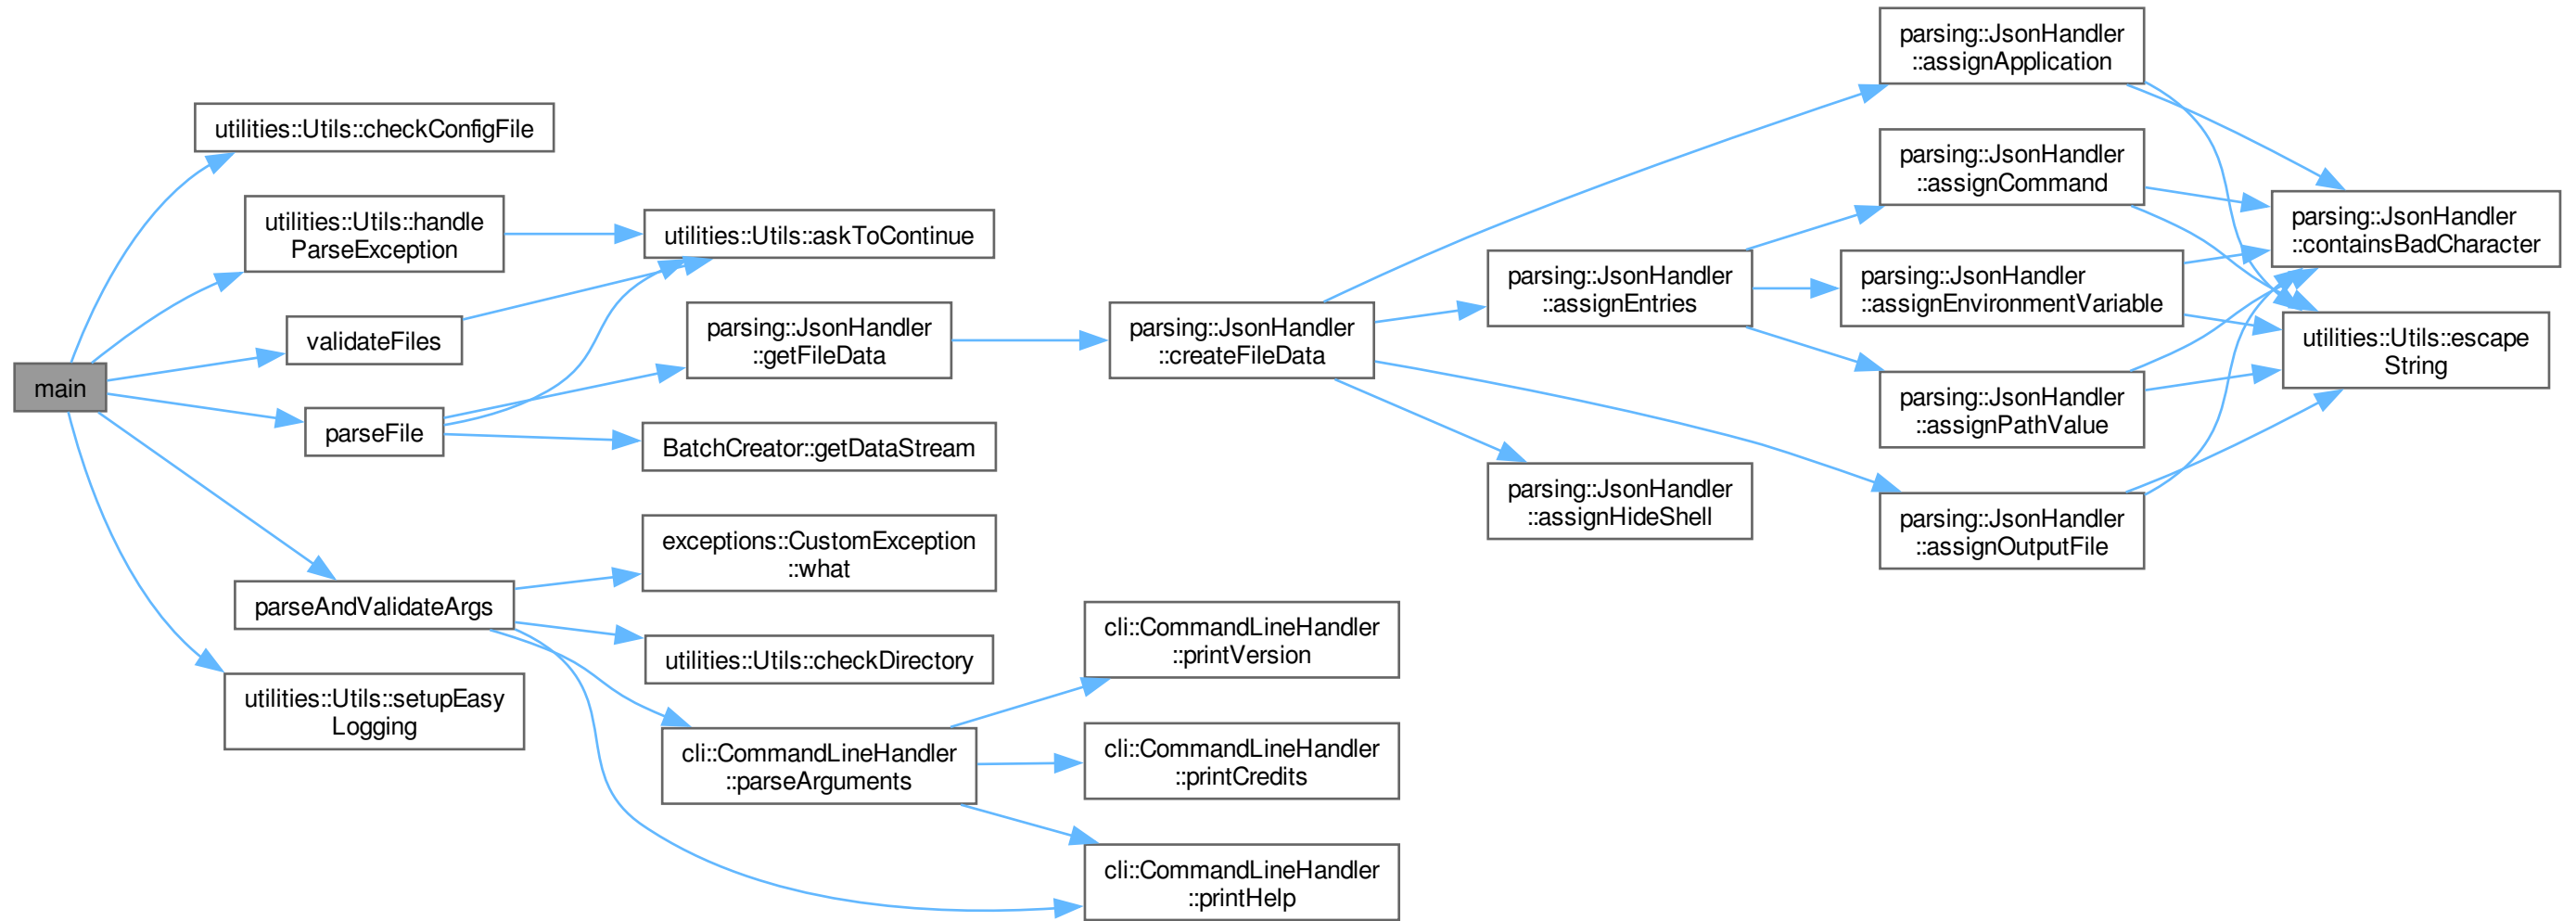 main
utilities::Utils::checkConfigFile
utilities::Utils::handle
ParseException
validateFiles
parseFile
parseAndValidateArgs
utilities::Utils::setupEasy
Logging
utilities::Utils::askToContinue
parsing::JsonHandler
::getFileData
BatchCreator::getDataStream
exceptions::CustomException
::what
utilities::Utils::checkDirectory
cli::CommandLineHandler
::parseArguments
parsing::JsonHandler
::createFileData
cli::CommandLineHandler
::printVersion
cli::CommandLineHandler
::printCredits
cli::CommandLineHandler
::printHelp
parsing::JsonHandler
::assignEntries
parsing::JsonHandler
::assignHideShell
parsing::JsonHandler
::assignApplication
parsing::JsonHandler
::assignCommand
parsing::JsonHandler
::assignEnvironmentVariable
parsing::JsonHandler
::assignPathValue
parsing::JsonHandler
::assignOutputFile
parsing::JsonHandler
::containsBadCharacter
utilities::Utils::escape
String